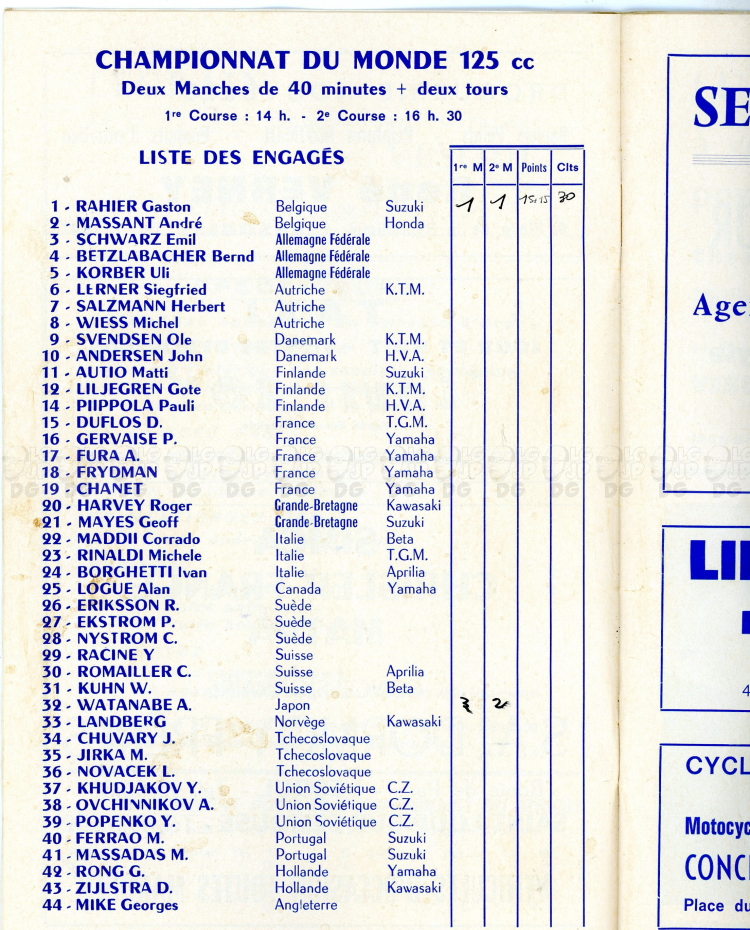 CHAMPIONNAT DU MONDE 125 cc
Deux Manches de 40 minutes + deux tours
1re Course : 14 h. - 2e Course : 16 h. 30
LISTE DES ENGAGÉS
1re M 2e M Points Clts
1 - RAHIER Gaston Belgique Suzuki 1 1 15+15 30
2 - MASSANT André Belgique Honda
3 - SCHWARZ Emil Allemagne Fédérale
4 - BETZLABACHER Bernd Allemagne Fédérale
5 - KORBER Uli Allemagne Fédérale
6 - LERNER Siegfried Autriche K.T.M.
7 - SALZMANN Herbert Autriche
8 - WIESS Michel Autriche
9 - SVENDSEN Ole Danemark K.T.M.
10 - ANDERSEN John Danemark H.V.A.
11 - AUTIO Matti Finlande Suzuki
12 - LILJEGREN Gote Finlande K.T.M.
14 - PIIPPOLA Pauli Finlande H.V.A.
15 - DUFLOS D. France T.G.M.
16 - GERVAISE P. France Yamaha
17 - FURA A. France Yamaha
18 - FRYDMAN France Yamaha
19 - CHANET France Yamaha
20 - HARVEY Roger Grande-Bretagne Kawasaki
21 - MAYES Geoff Grande-Bretagne Suzuki
22 - MADDII Corrado Italie Beta
23 - RINALDI Michele Italie T.G.M.
24 - BORGHETTI Ivan Italie Aprilia
25 - LOGUE Alan Canada Yamaha
26 - ERIKSSON R. Suède
27 - EKSTROM P. Suède
28 - NYSTROM C. Suède
29 - RACINE Y Suisse
30 - ROMAILLER C. Suisse Aprilia
31 - KUHN W. Suisse Beta
32 - WATANABE A. Japon 3 2
33 - LANDBERG Norvège Kawasaki
34 - CHUVARY J. Tchecoslovaque
35 - JIRKA M. Tchecoslovaque
36 - NOVACEK L. Tchecoslovaque
37 - KHUDJAKOV Y. Union Soviétique C.Z.
38 - OVCHINNIKOV A. Union Soviétique C.Z.
39 - POPENKO Y. Union Soviétique C.Z.
40 - FERRAO M. Portugal Suzuki
41 - MASSADAS M. Portugal Suzuki
42 - RONG G. Hollande Yamaha
43 - ZIJLSTRA D. Hollande Kawasaki
44 - MIKE Georges Angleterre
SE
Age
LI
4
CYCL
Motocyc
CONC
Place du